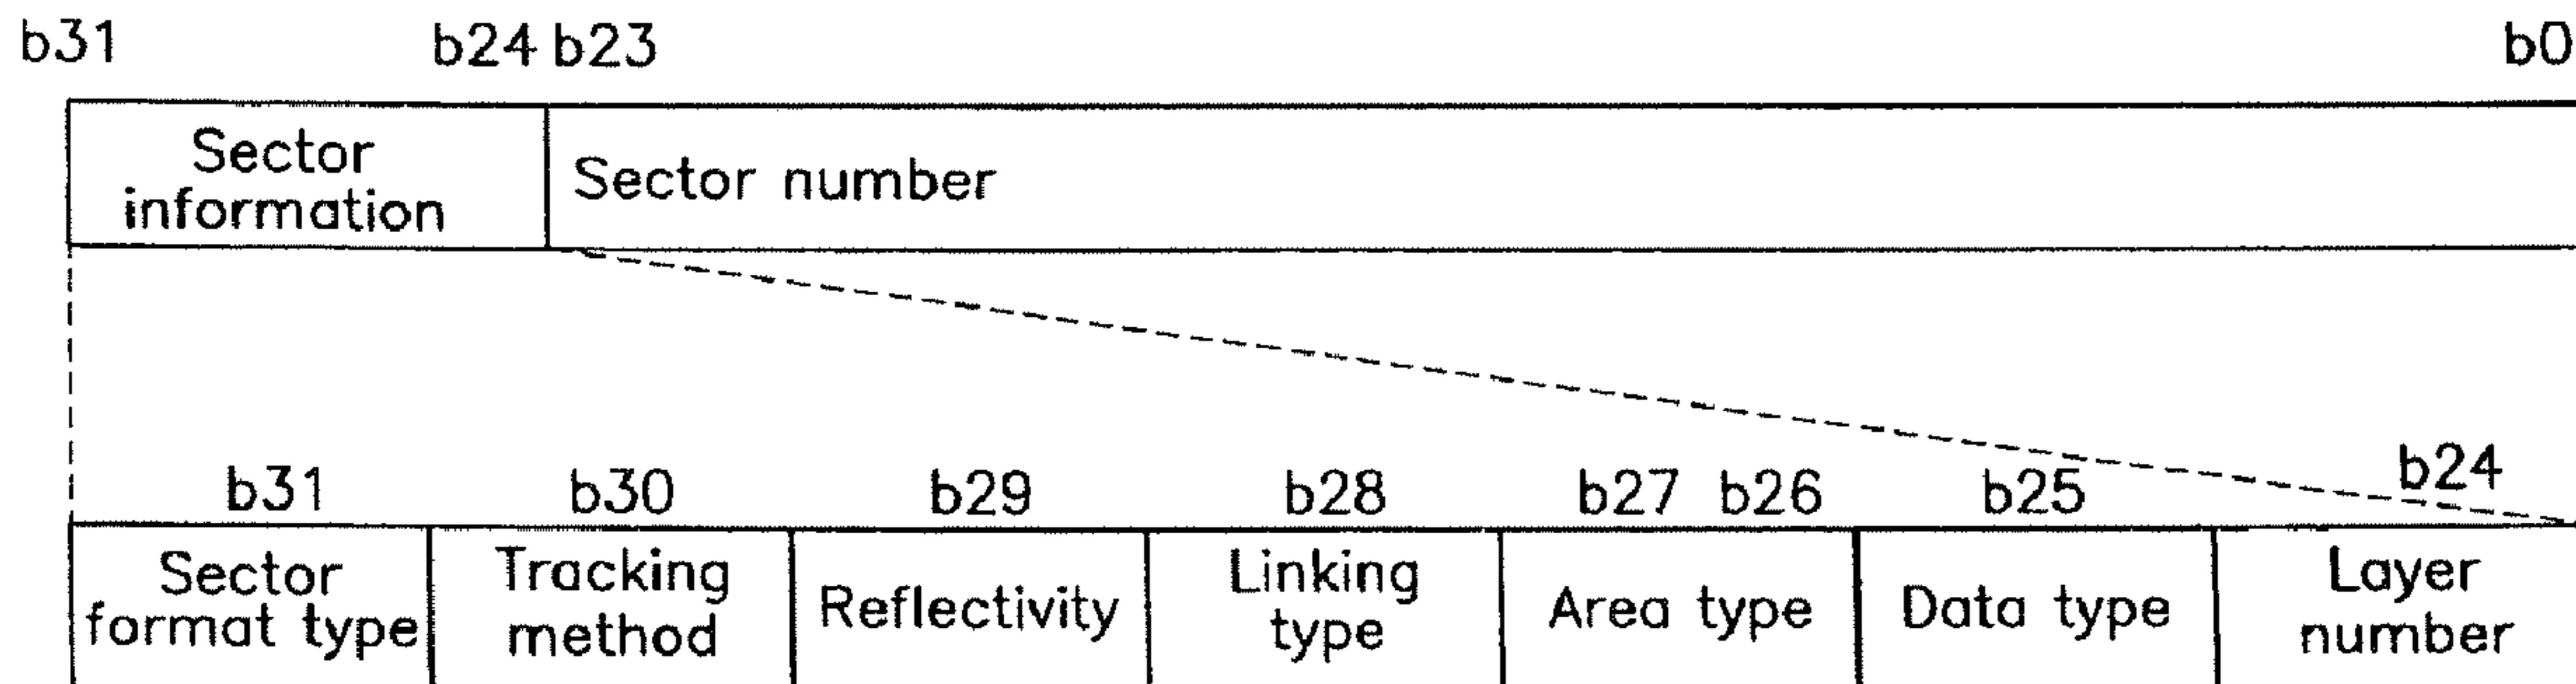 b31 b24 b23 b0
Sector
information
Sector number
b31 b30 b29 b28 b27 b26 b25 b24
Sector
format type
Tracking
method
Reflectivity
Linking
type
Area type
Data type
Layer
number